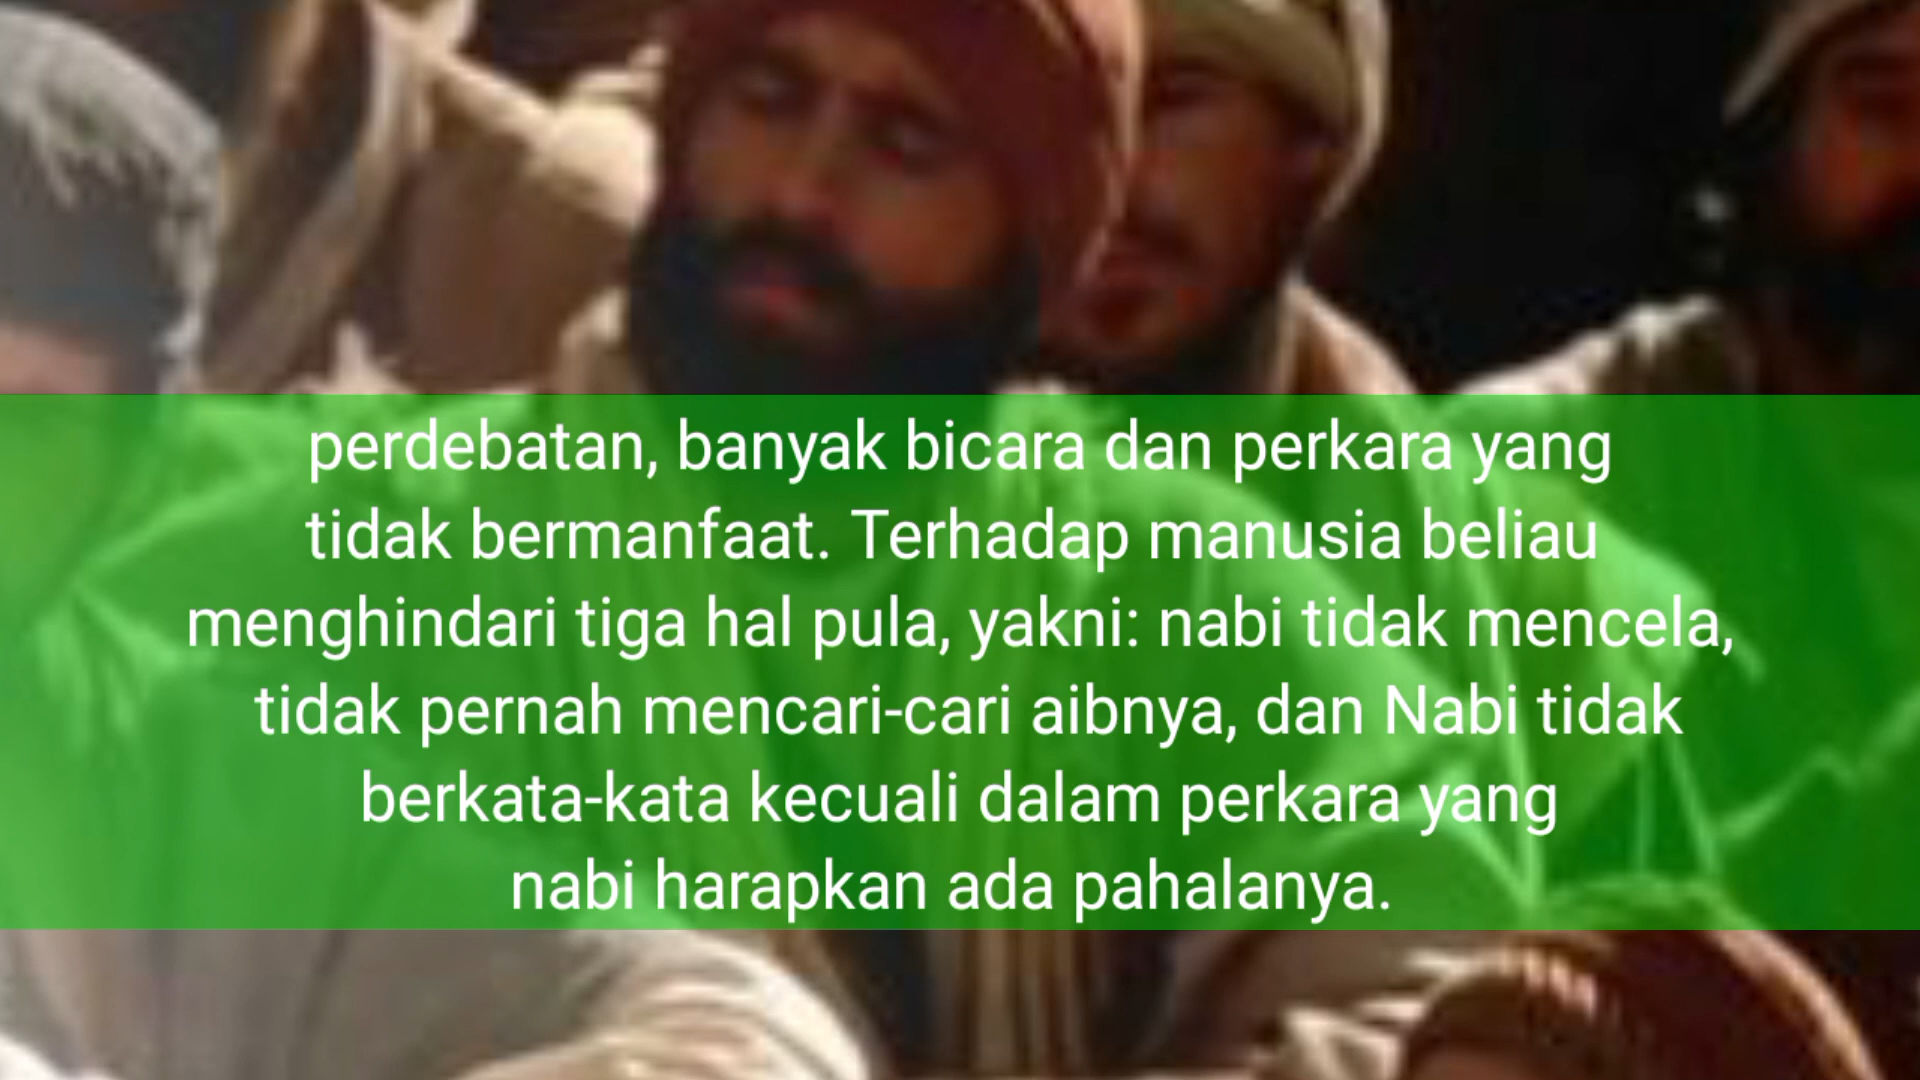 perdebatan, banyak bicara dan perkara yang
tidak bermanfaat. Terhadap manusia beliau
menghindari tiga hal pula, yakni: nabi tidak mencela,
tidak pernah mencari-cari aibnya, dan Nabi tidak
berkata-kata kecuali dalam perkara yang
nabi harapkan ada pahalanya.